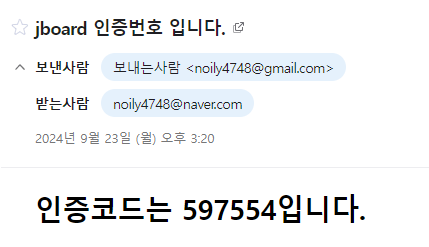 jboard 인증번호 입니다.
보낸사람 보내는사람 <noily4748@gmail.com>
받는사람 noily4748@naver.com
2024년 9월 23일 (월) 오후 3:20
인증코드는 597554입니다.